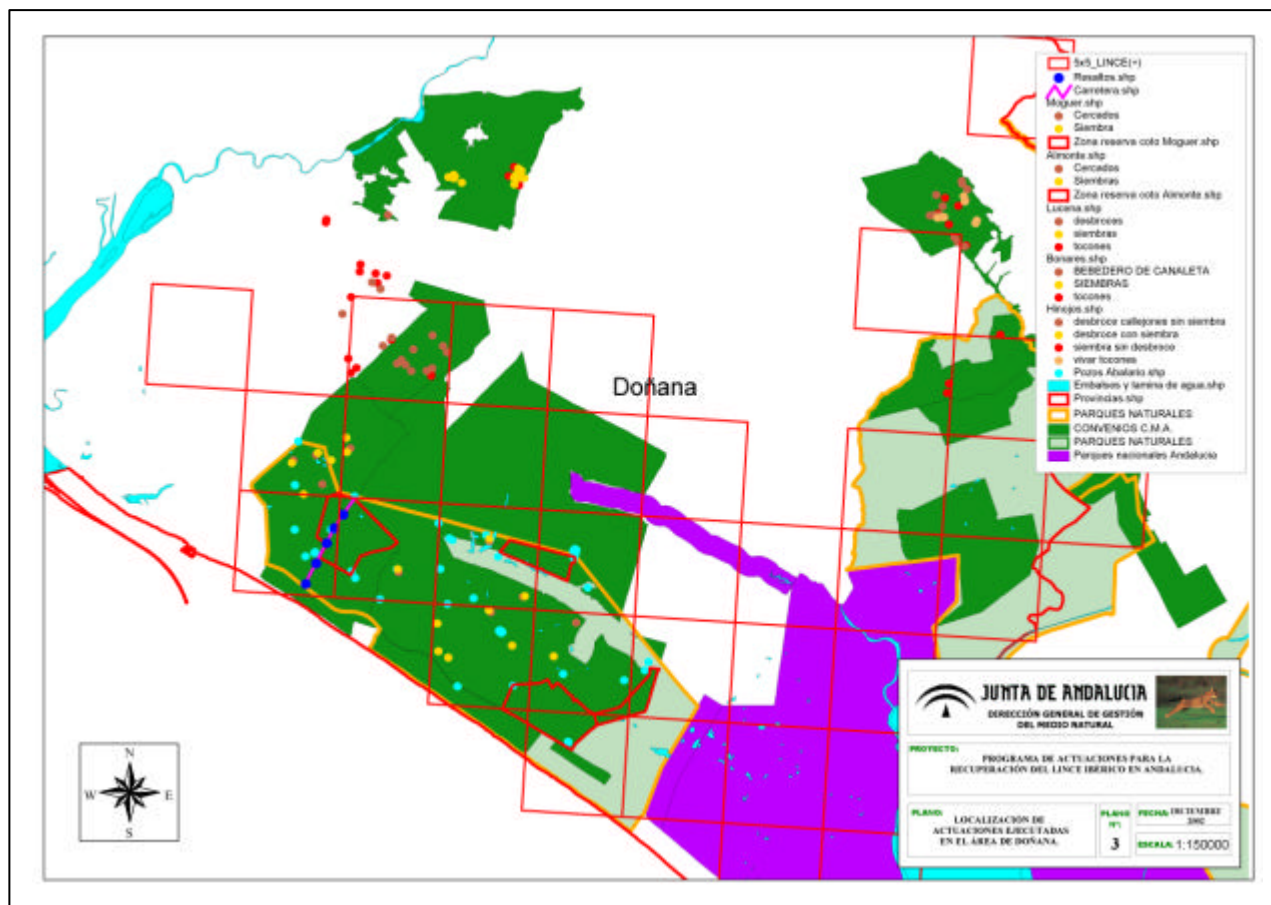 5x5_LINCE(+)
Resaltos.shp
Carretera.shp
Moguer.shp
Cercados
Siembra
Zona reserva coto Moguer.shp
Almonte.shp
Cercados
Siembras
Zona reserva coto Almonte.shp
Lucena.shp
desbroces
siembras
tocones
Bonares.shp
BEBEDERO DE CANALETA
SIEMBRAS
tocones
Hinojos.shp
desbroce callejones sin siembra
desbroce con siembra
siembra sin desbroce
vivar tocones
Pozos Abalario.shp
Embalses y lamina de agua.shp
Provincias.shp
PARQUES NATURALES
CONVENIOS C.M.A.
PARQUES NATURALES
Parques nacionales Andalucia
Doñana
N
W E
S
JUNTA DE ANDALUCIA
DIRECCIÓN GENERAL DE GESTIÓN
DEL MEDIO NATURAL
PROYECTO:
PROGRAMA DE ACTUACIONES PARA LA
RECUPERACIÓN DEL LINCE IBERICO EN ANDALUCIA.
PLANO:
LOCALIZACIÓN DE
ACTUACIONES EJECUTADAS
EN EL ÁREA DE DOÑANA.
PLANO
Nº:
3
FECHA: DICIEMBRE
2002
ESCALA: 1:150000